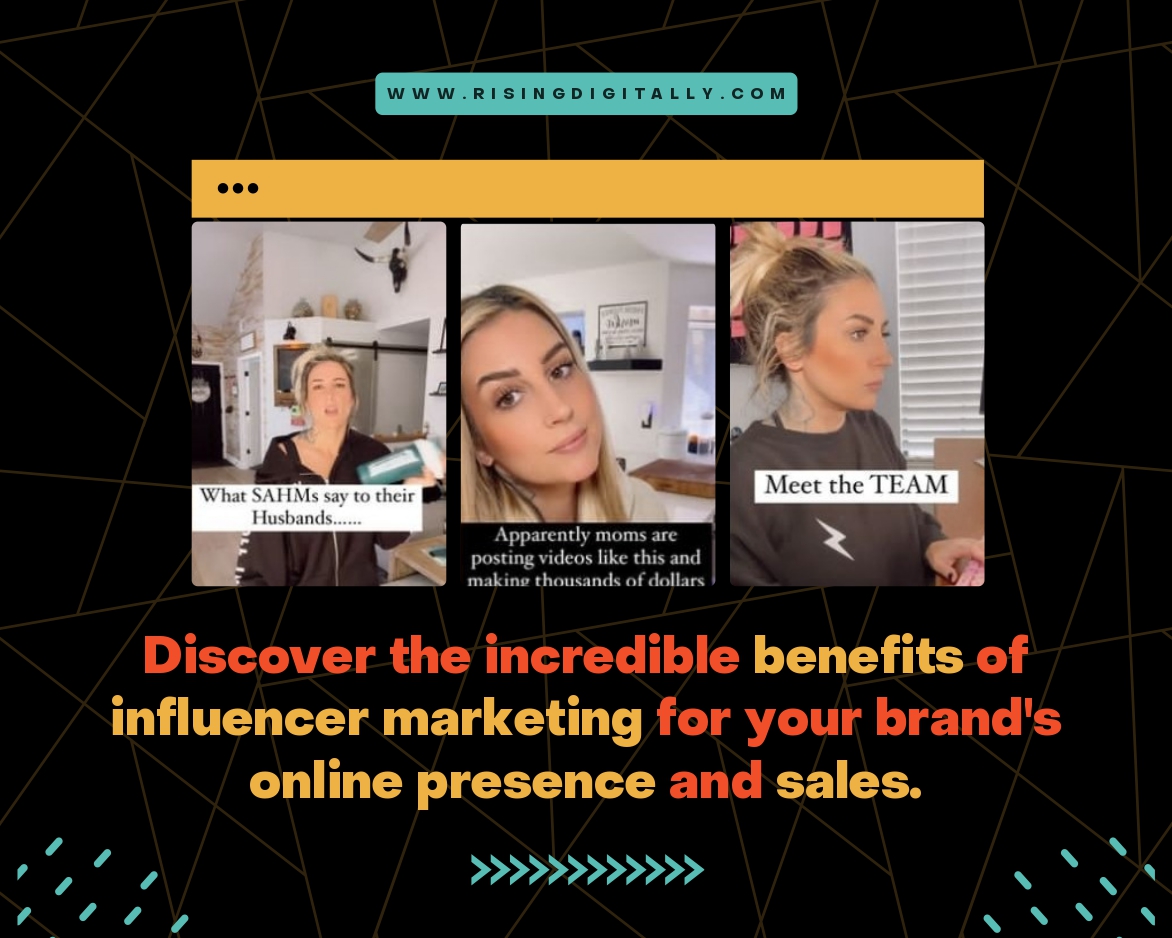 WWW.RISINGDIGITALLY.COM
What SAHMs say to their
Husbands......
Apparently moms are
posting videos like this and
making thousands of dollars
Meet the TEAM
Discover the incredible benefits of
influencer marketing for your brand's
online presence and sales.